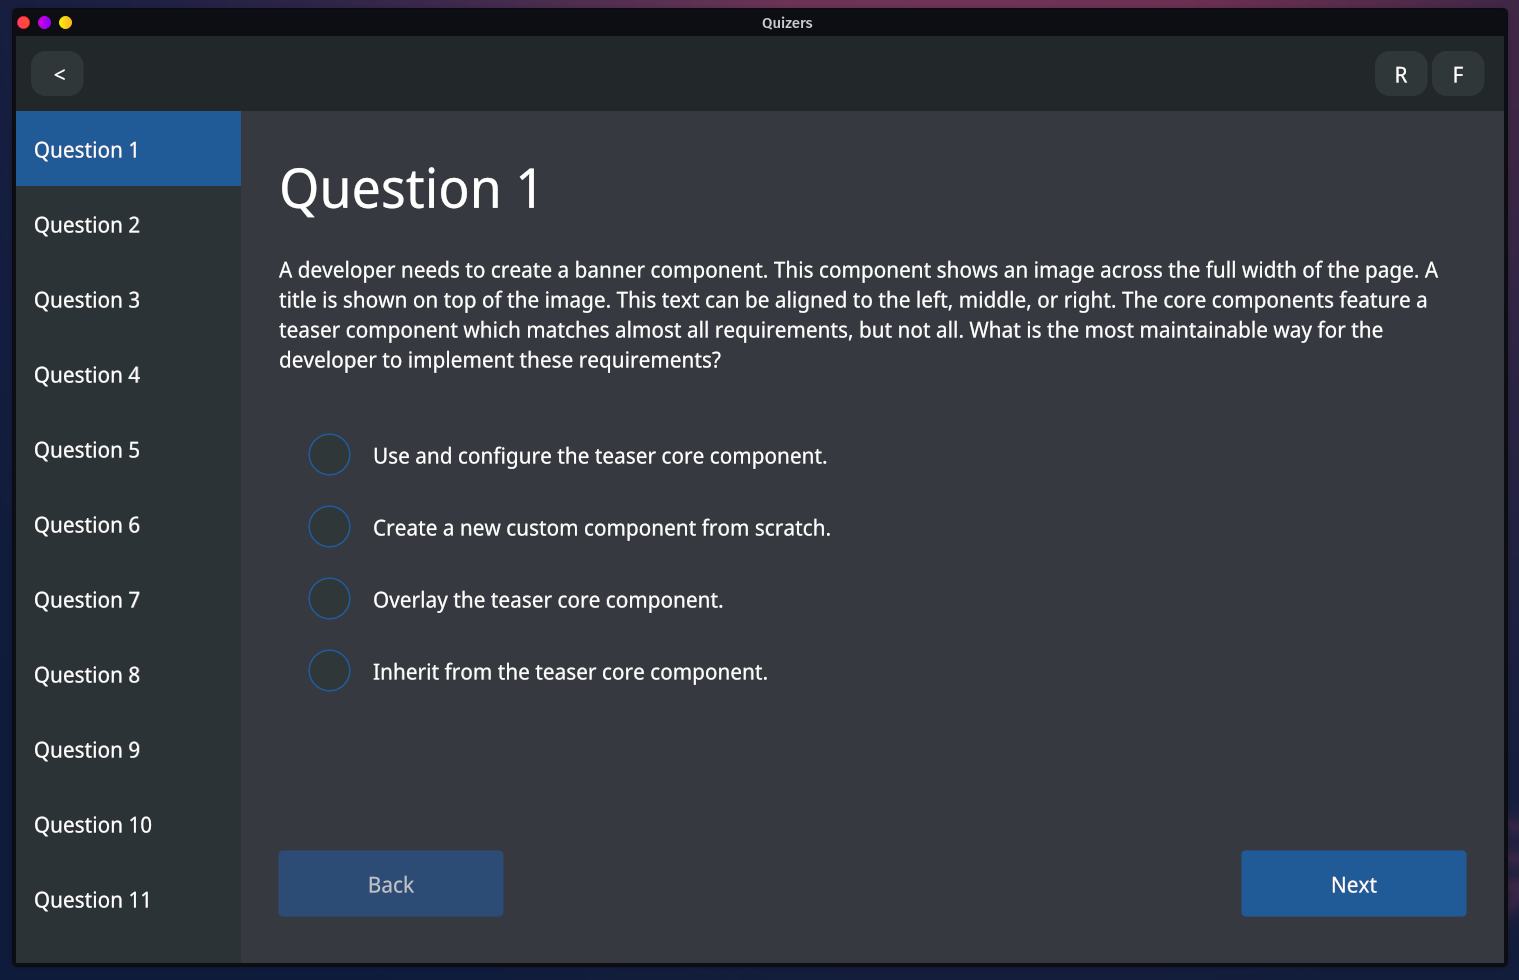 Quizers
<
R
F
Question 1
Question 2
Question 3
Question 4
Question 5
Question 6
Question 7
Question 8
Question 9
Question 10
Question 11
Question 1
A developer needs to create a banner component. This component shows an image across the full width of the page. A
title is shown on top of the image. This text can be aligned to the left, middle, or right. The core components feature a
teaser component which matches almost all requirements, but not all. What is the most maintainable way for the
developer to implement these requirements?
Use and configure the teaser core component.
Create a new custom component from scratch.
Overlay the teaser core component.
Inherit from the teaser core component.
Back
Next